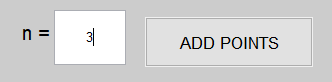 n = 3 ADD POINTS